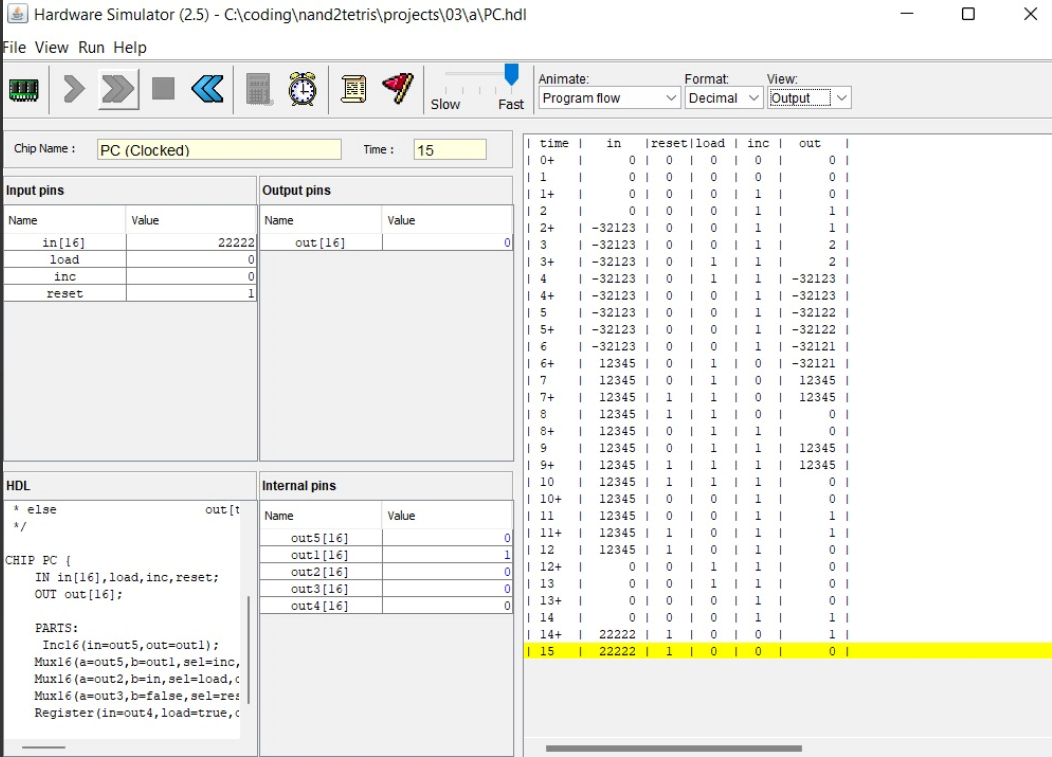 Hardware Simulator (2.5) - C:\coding\nand2tetris\projects\03\a\PC.hdl
File View Run Help
Slow Fast
Animate: Format: View:
Program flow Decimal Output
Chip Name : PC (Clocked) Time : 15
Input pins
Name Value
in[16] 22222
load 0
inc 0
reset 1
Output pins
Name Value
out[16] 0
HDL
* else out[t
*/
CHIP PC {
IN in[16],load,inc,reset;
OUT out[16];
PARTS:
Inc16(in=out5,out=out1);
Mux16(a=out5,b=out1,sel=inc,
Mux16(a=out2,b=in,sel=load,o
Mux16(a=out3,b=false,sel=res
Register(in=out4,load=true,o
Internal pins
Name Value
out5[16] 0
out1[16] 1
out2[16] 0
out3[16] 0
out4[16] 0
| time | in |reset|load | inc | out |
| 0+ | 0 | 0 | 0 | 0 | 0 |
| 1 | 0 | 0 | 0 | 0 | 0 |
| 1+ | 0 | 0 | 0 | 1 | 0 |
| 2 | 0 | 0 | 0 | 1 | 1 |
| 2+ | -32123 | 0 | 0 | 1 | 1 |
| 3 | -32123 | 0 | 0 | 1 | 2 |
| 3+ | -32123 | 0 | 1 | 1 | 2 |
| 4 | -32123 | 0 | 1 | 1 | -32123 |
| 4+ | -32123 | 0 | 0 | 1 | -32123 |
| 5 | -32123 | 0 | 0 | 1 | -32122 |
| 5+ | -32123 | 0 | 0 | 1 | -32122 |
| 6 | -32123 | 0 | 0 | 1 | -32121 |
| 6+ | 12345 | 0 | 1 | 0 | -32121 |
| 7 | 12345 | 0 | 1 | 0 | 12345 |
| 7+ | 12345 | 1 | 1 | 0 | 12345 |
| 8 | 12345 | 1 | 1 | 0 | 0 |
| 8+ | 12345 | 0 | 1 | 1 | 0 |
| 9 | 12345 | 0 | 1 | 1 | 12345 |
| 9+ | 12345 | 1 | 1 | 1 | 12345 |
| 10 | 12345 | 1 | 1 | 1 | 0 |
| 10+ | 12345 | 0 | 0 | 1 | 0 |
| 11 | 12345 | 0 | 0 | 1 | 1 |
| 11+ | 12345 | 1 | 0 | 1 | 1 |
| 12 | 12345 | 1 | 0 | 1 | 0 |
| 12+ | 0 | 0 | 1 | 1 | 0 |
| 13 | 0 | 0 | 1 | 1 | 0 |
| 13+ | 0 | 0 | 0 | 1 | 0 |
| 14 | 0 | 0 | 0 | 1 | 1 |
| 14+ | 22222 | 1 | 0 | 0 | 1 |
| 15 | 22222 | 1 | 0 | 0 | 0 |